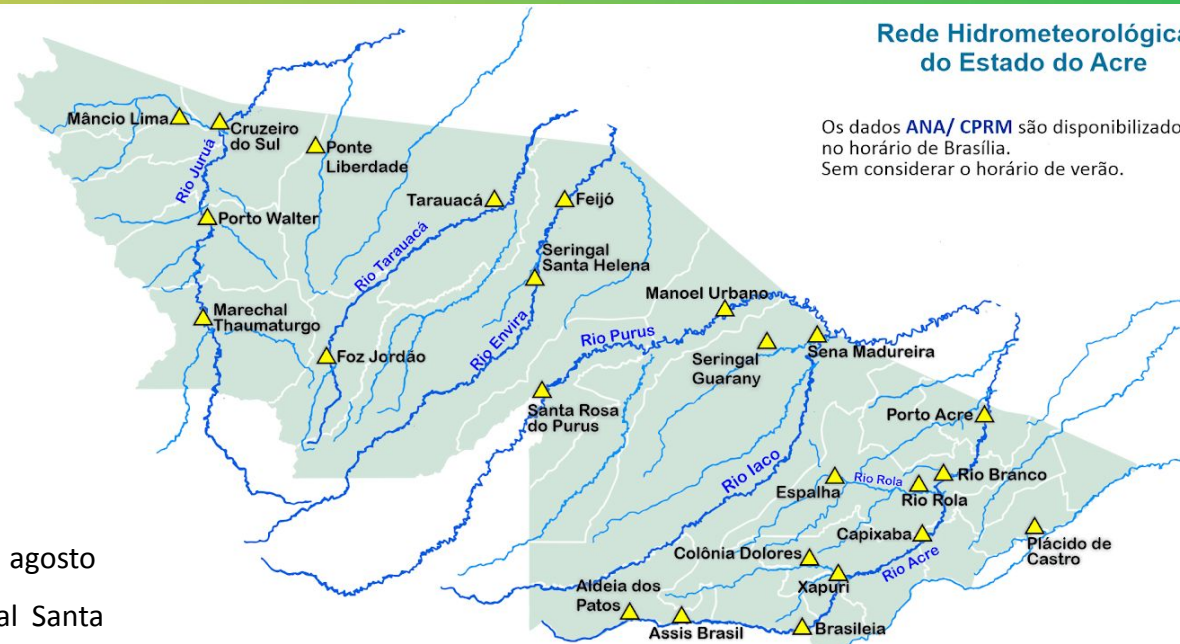 Rede Hidrometeorológica
do Estado do Acre
Os dados ANA/ CPRM são disponibilizado
no horário de Brasília.
Sem considerar o horário de verão.
Mâncio Lima
Cruzeiro
do Sul
Ponte
Liberdade
Rio Juruá
Porto Walter
Tarauacá
Feijó
Rio Tarauacá
Seringal
Santa Helena
Marechal
Thaumaturgo
Foz Jordão
Rio Envira
Manoel Urbano
Rio Purus
Seringal
Guarany
Sena Madureira
Santa Rosa
do Purus
Porto Acre
Rio Iaco
Espalha
Rio Rola
Rio Rola
Rio Branco
Capixaba
Plácido de
Castro
Colônia Dolores
Rio Acre
Xapuri
Aldeia dos
Patos
Assis Brasil
Brasileia
agosto
al Santa